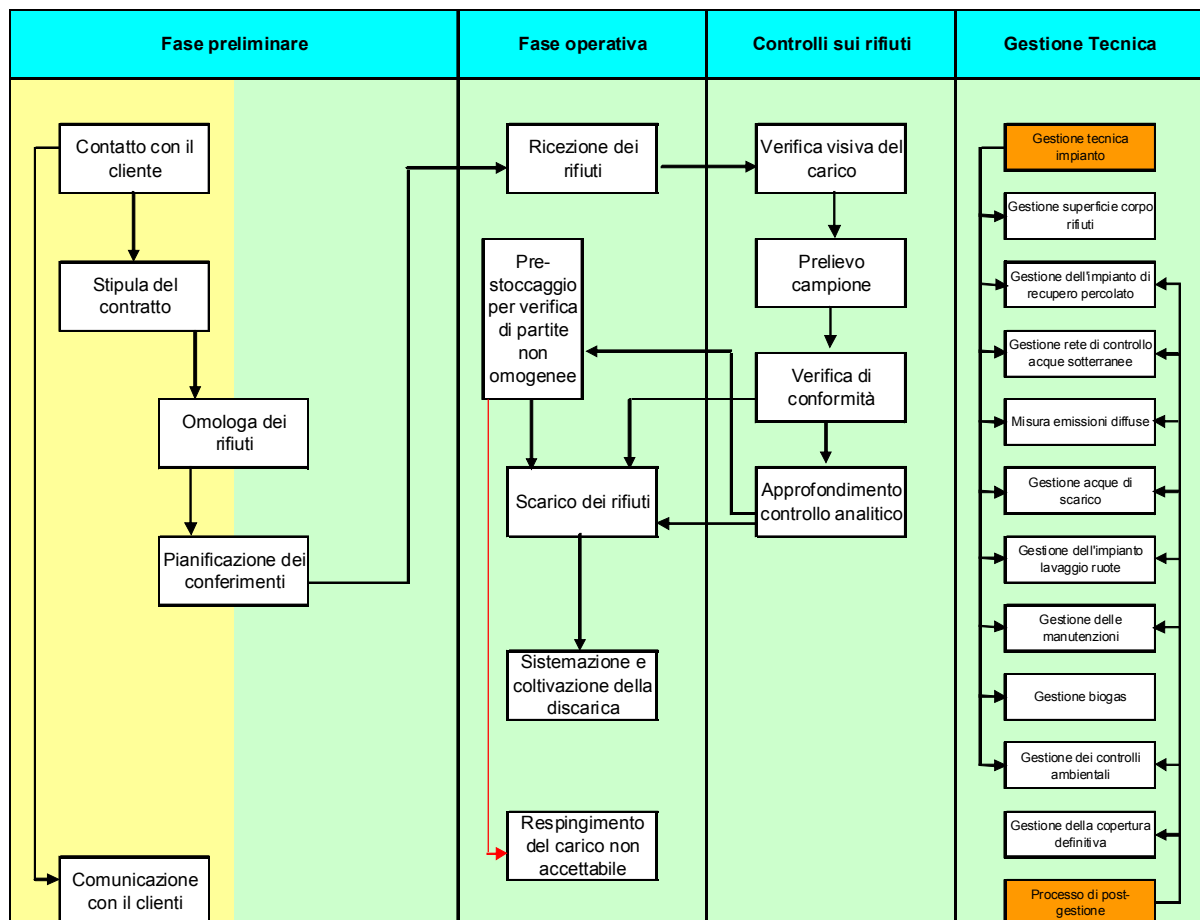 Fase preliminare
Fase operativa
Controlli sui rifiuti
Gestione Tecnica
Contatto con il
cliente
Stipula del
contratto
Omologa dei
rifiuti
Pianificazione dei
conferimenti
Comunicazione
con il clienti
Ricezione dei
rifiuti
Pre-
stoccaggio
per verifica
di partite
non
omogenee
Scarico dei rifiuti
Sistemazione e
coltivazione della
discarica
Respingimento
del carico non
accettabile
Verifica visiva del
carico
Prelievo
campione
Verifica di
conformità
Approfondimento
controllo analitico
Gestione tecnica
impianto
Gestione superficie corpo
rifiuti
Gestione dell'impianto di
recupero percolato
Gestione rete di controllo
acque sotterranee
Misura emissioni diffuse
Gestione acque di
scarico
Gestione dell'impianto
lavaggio ruote
Gestione delle
manutenzioni
Gestione biogas
Gestione dei controlli
ambientali
Gestione della copertura
definitiva
Processo di post-
gestione